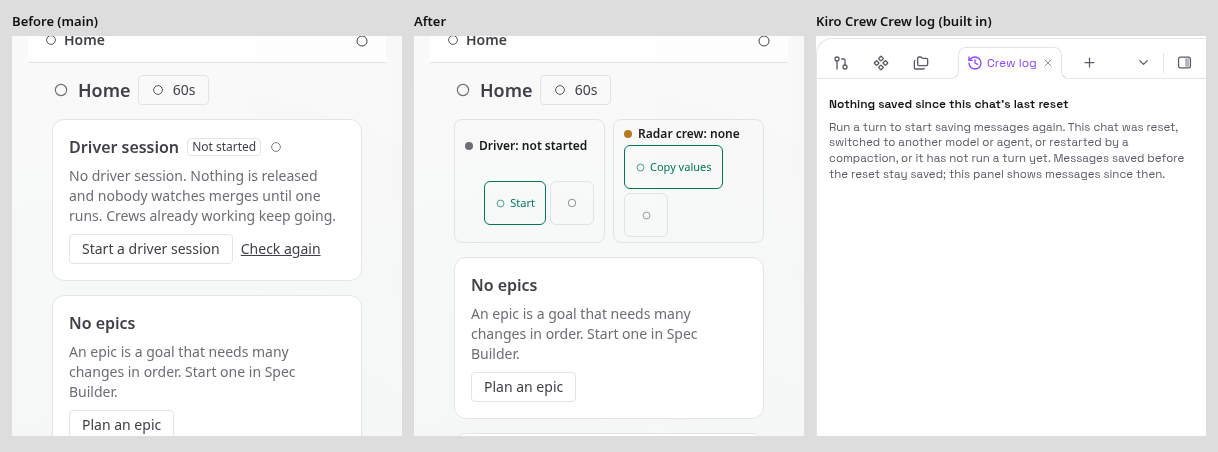 Before (main)
Home
Home
60s
Driver session
Not started
No driver session. Nothing is released
and nobody watches merges until one
runs. Crews already working keep going.
Start a driver session
Check again
No epics
An epic is a goal that needs many
changes in order. Start one in Spec
Builder.
Plan an epic
After
Home
Home
60s
Driver: not started
Start
Radar crew: none
Copy values
No epics
An epic is a goal that needs many
changes in order. Start one in Spec
Builder.
Plan an epic
Kiro Crew Crew log (built in)
Crew log
Nothing saved since this chat's last reset
Run a turn to start saving messages again. This chat was reset,
switched to another model or agent, or restarted by a
compaction, or it has not run a turn yet. Messages saved before
the reset stay saved; this panel shows messages since then.